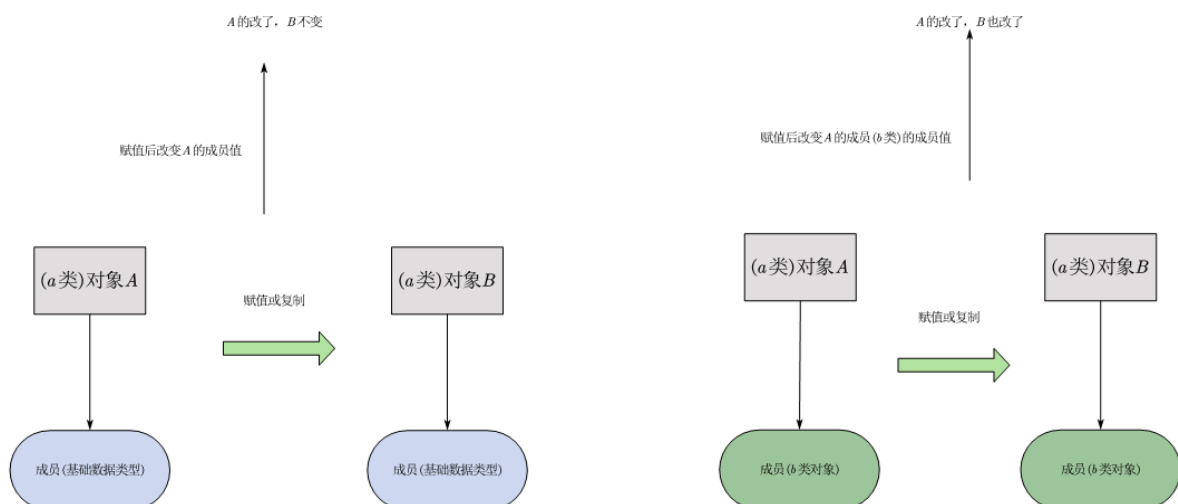 A的改了，B不变
赋值后改变A的成员值
(a类)对象A
(a类)对象B
赋值或复制
成员(基础数据类型)
成员(基础数据类型)
A的改了，B也改了
赋值后改变A的成员(b类)的成员值
(a类)对象A
(a类)对象B
赋值或复制
成员(b类对象)
成员(b类对象)